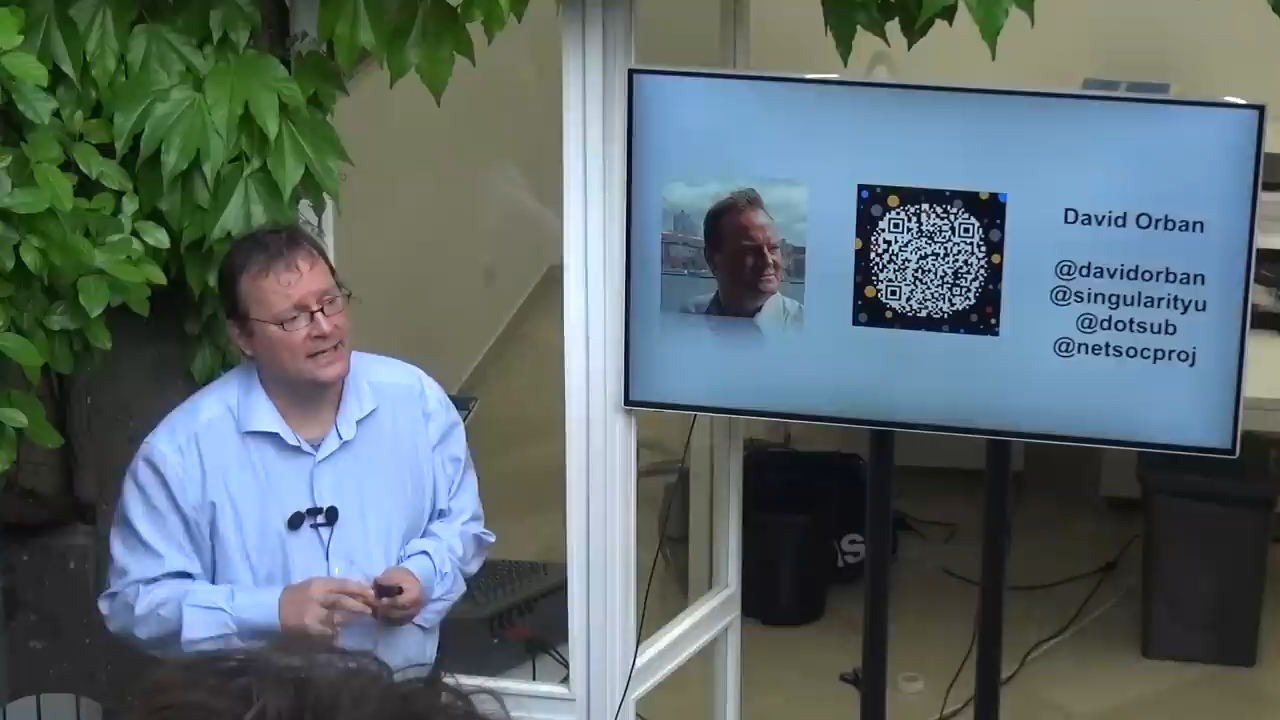 David Orban
@davidorban
@singularityu
@dotsub
@netsocproj